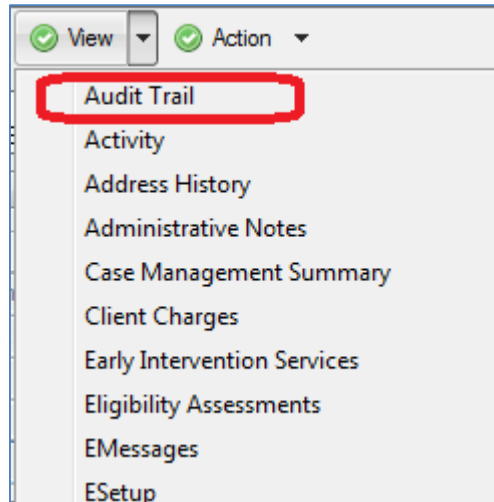 View Action
Audit Trail
Activity
Address History
Administrative Notes
Case Management Summary
Client Charges
Early Intervention Services
Eligibility Assessments
EMessages
ESetup